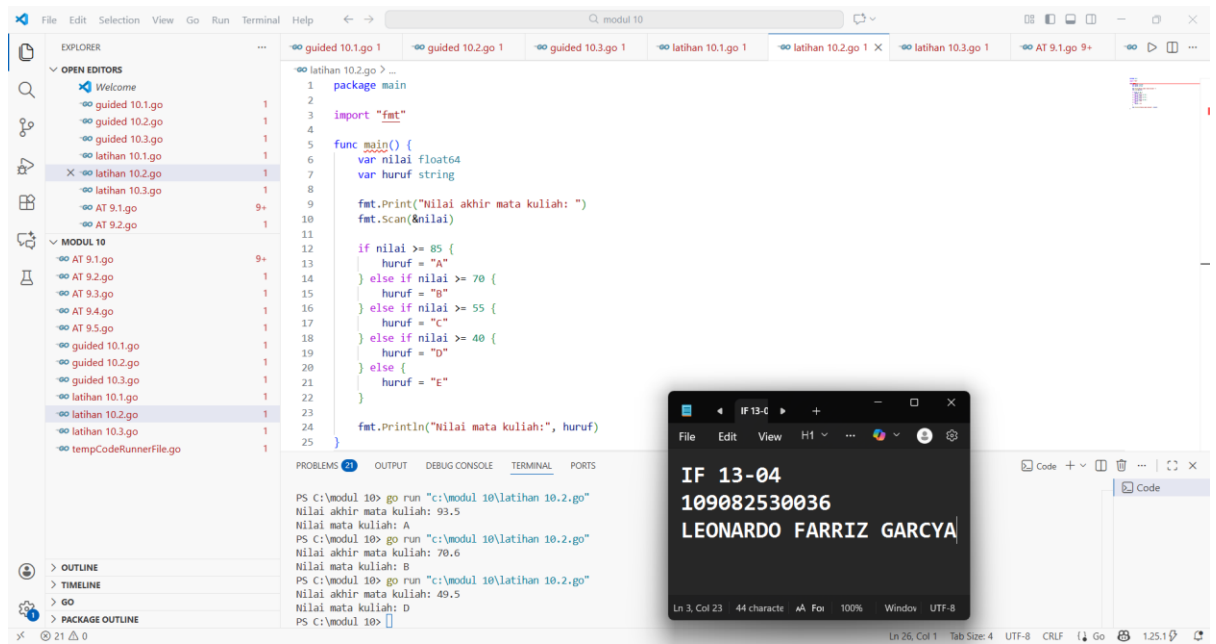 File Edit Selection View Go Run Terminal Help
modul 10
EXPLORER
guided 10.1.go 1
guided 10.2.go 1
guided 10.3.go 1
latihan 10.1.go 1
latihan 10.2.go 1
latihan 10.3.go 1
AT 9.1.go 9+
OPEN EDITORS
Welcome
guided 10.1.go 1
guided 10.2.go 1
guided 10.3.go 1
latihan 10.1.go 1
latihan 10.2.go 1
latihan 10.3.go 1
AT 9.1.go 9+
AT 9.2.go 1
MODUL 10
AT 9.1.go 9+
AT 9.2.go 1
AT 9.3.go 1
AT 9.4.go 1
AT 9.5.go 1
guided 10.1.go 1
guided 10.2.go 1
guided 10.3.go 1
latihan 10.1.go 1
latihan 10.2.go 1
latihan 10.3.go 1
tempCodeRunnerFile.go 1
OUTLINE
TIMELINE
GO
PACKAGE OUTLINE
latihan 10.2.go > ...
1 package main
2
3 import "fmt"
4
5 func main() {
6 var nilai float64
7 var huruf string
8
9 fmt.Print("Nilai akhir mata kuliah: ")
10 fmt.Scan(&nilai)
11
12 if nilai >= 85 {
13 huruf = "A"
14 } else if nilai >= 70 {
15 huruf = "B"
16 } else if nilai >= 55 {
17 huruf = "C"
18 } else if nilai >= 40 {
19 huruf = "D"
20 } else {
21 huruf = "E"
22 }
23
24 fmt.Println("Nilai mata kuliah:", huruf)
25 }
PROBLEMS 21 OUTPUT DEBUG CONSOLE TERMINAL PORTS
Code
Code
PS C:\modul 10> go run "c:\modul 10\latihan 10.2.go"
Nilai akhir mata kuliah: 93.5
Nilai mata kuliah: A
PS C:\modul 10> go run "c:\modul 10\latihan 10.2.go"
Nilai akhir mata kuliah: 70.6
Nilai mata kuliah: B
PS C:\modul 10> go run "c:\modul 10\latihan 10.2.go"
Nilai akhir mata kuliah: 49.5
Nilai mata kuliah: D
PS C:\modul 10>
IF 13-0
File Edit View H1 ...
IF 13-04
109082530036
LEONARDO FARRIZ GARCYA
Ln 3, Col 23 44 characte For 100% Windov UTF-8
21 0
Ln 26, Col 1 Tab Size: 4 UTF-8 CRLF Go 1.25.1